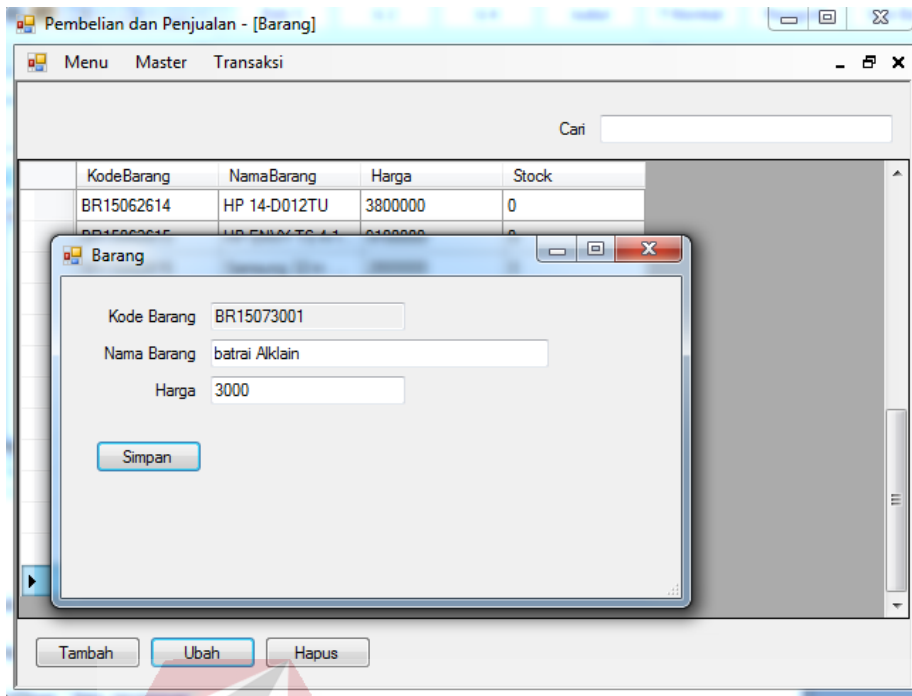 Pembelian dan Penjualan - [Barang]
Menu Master Transaksi
Cari
KodeBarang NamaBarang Harga Stock
BR15062614 HP 14-D012TU 3800000 0
Barang
Kode Barang BR15073001
Nama Barang batrai Alklain
Harga 3000
Simpan
Tambah Ubah Hapus